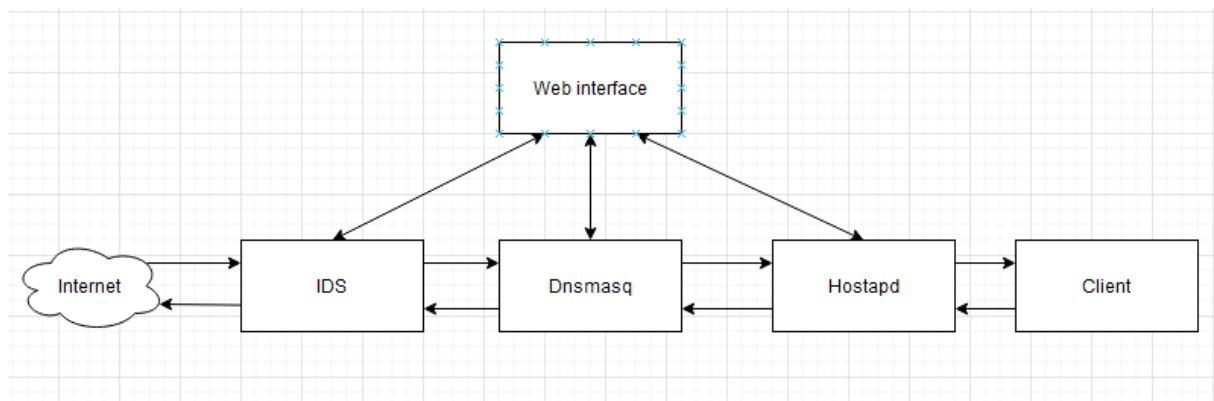 Web interface
Internet
IDS
Dnsmasq
Hostapd
Client